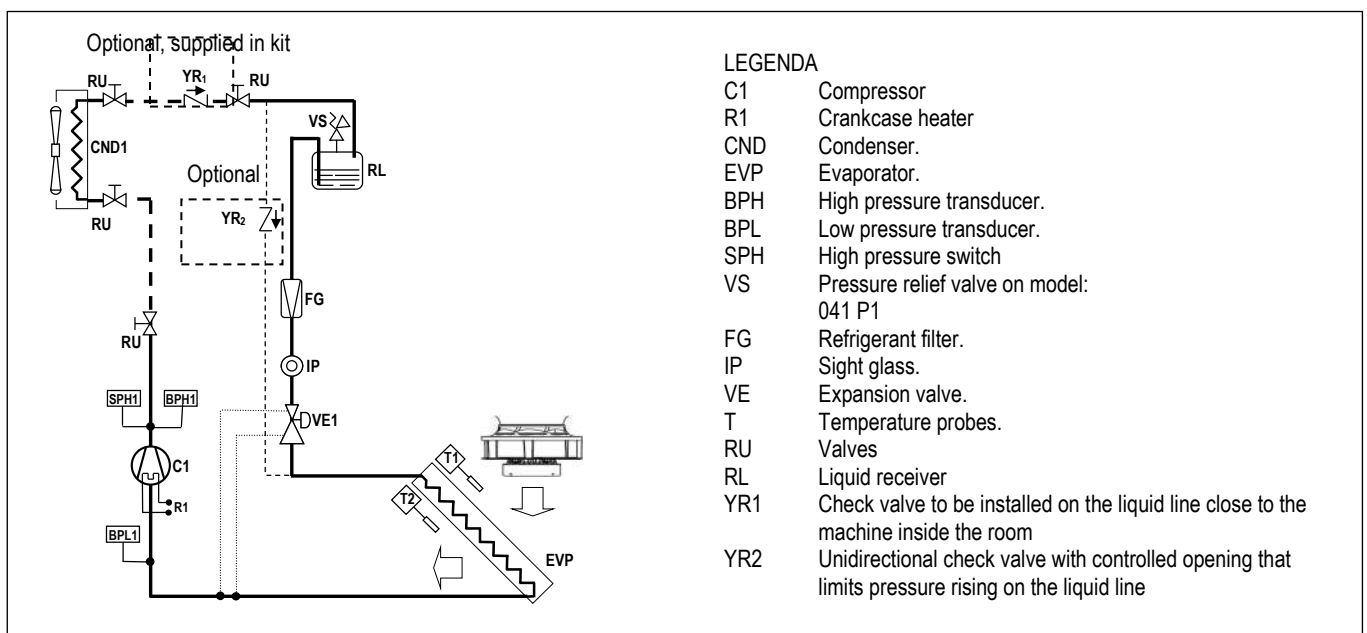 Optional, supplied in kit
RU
YR1
RU
VS
CND1
RL
Optional
RU
YR2
FG
RU
IP
SPH1
BPH1
VE1
C1
T1
R1
T2
BPL1
EVP
LEGENDA
C1 Compressor
R1 Crankcase heater
CND Condenser.
EVP Evaporator.
BPH High pressure transducer.
BPL Low pressure transducer.
SPH High pressure switch
VS Pressure relief valve on model:
041 P1
FG Refrigerant filter.
IP Sight glass.
VE Expansion valve.
T Temperature probes.
RU Valves
RL Liquid receiver
YR1 Check valve to be installed on the liquid line close to the
machine inside the room
YR2 Unidirectional check valve with controlled opening that
limits pressure rising on the liquid line